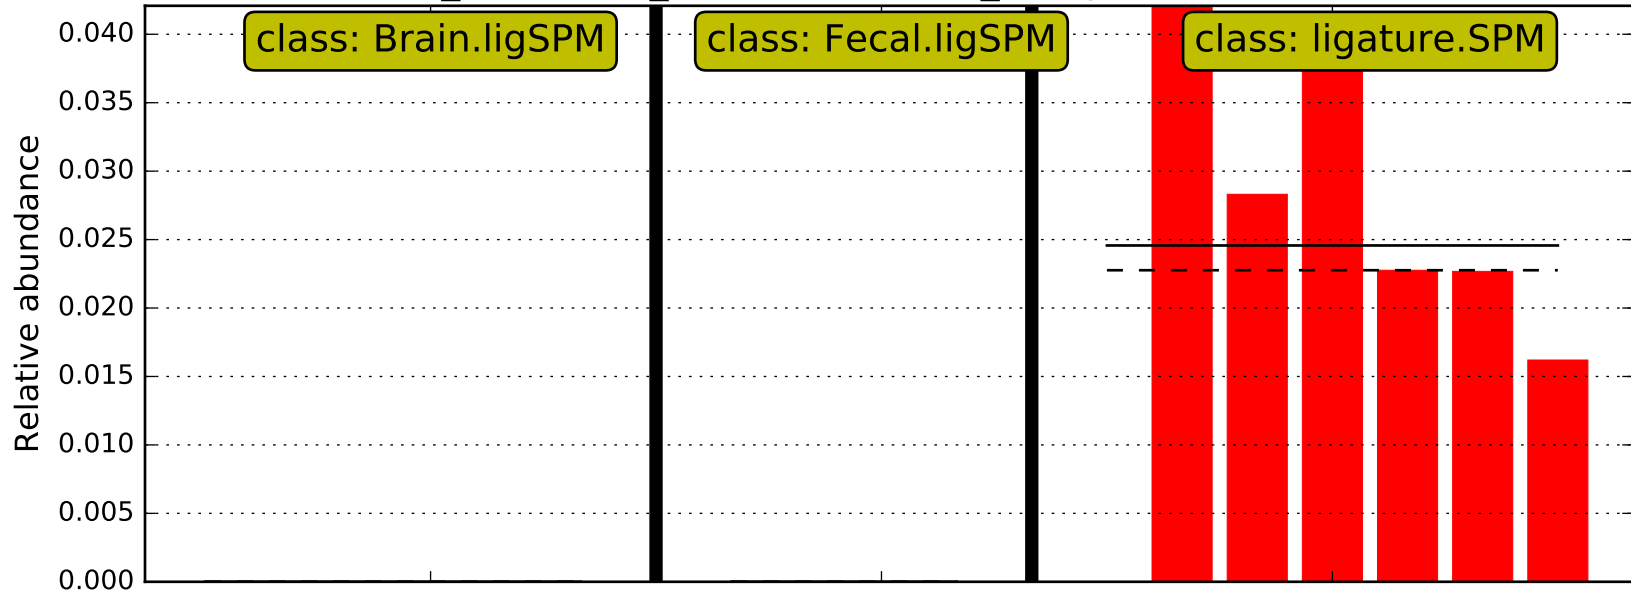 class: Brain.ligSPM
class: Fecal.ligSPM
class: ligature.SPM
Relative abundance
0.040
0.035
0.030
0.025
0.020
0.015
0.010
0.005
0.000